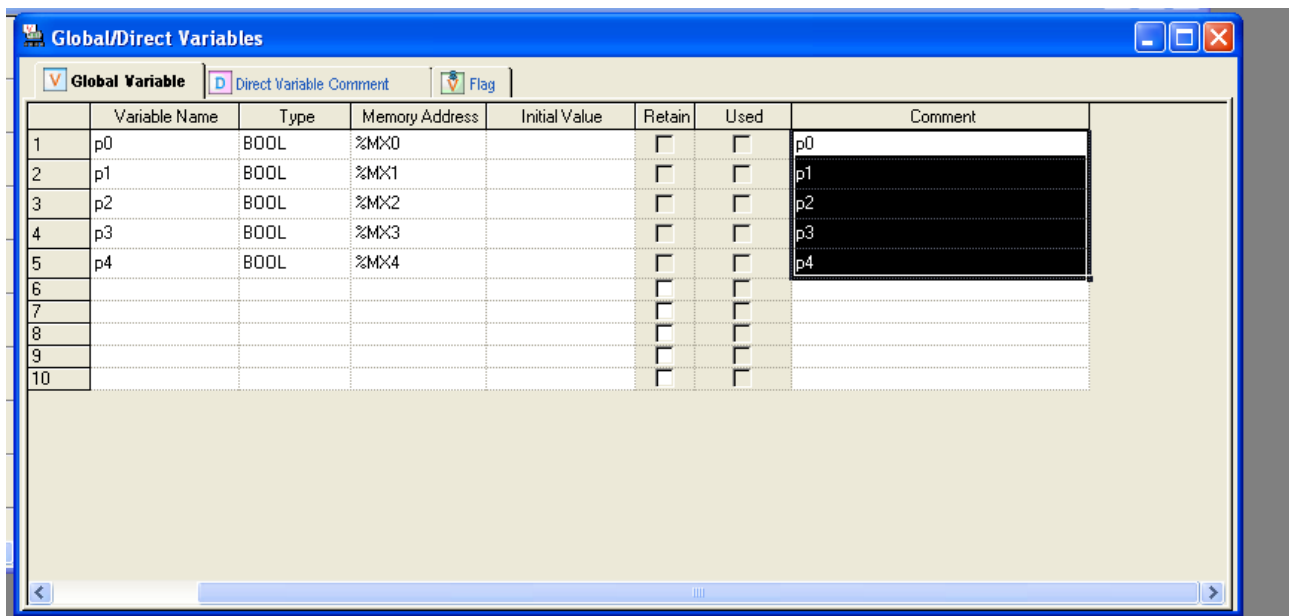 Global/Direct Variables
V Global Variable D Direct Variable Comment V Flag
Variable Name Type Memory Address Initial Value Retain Used Comment
1 p0 BOOL %MX0 p0
2 p1 BOOL %MX1 p1
3 p2 BOOL %MX2 p2
4 p3 BOOL %MX3 p3
5 p4 BOOL %MX4 p4
6
7
8
9
10